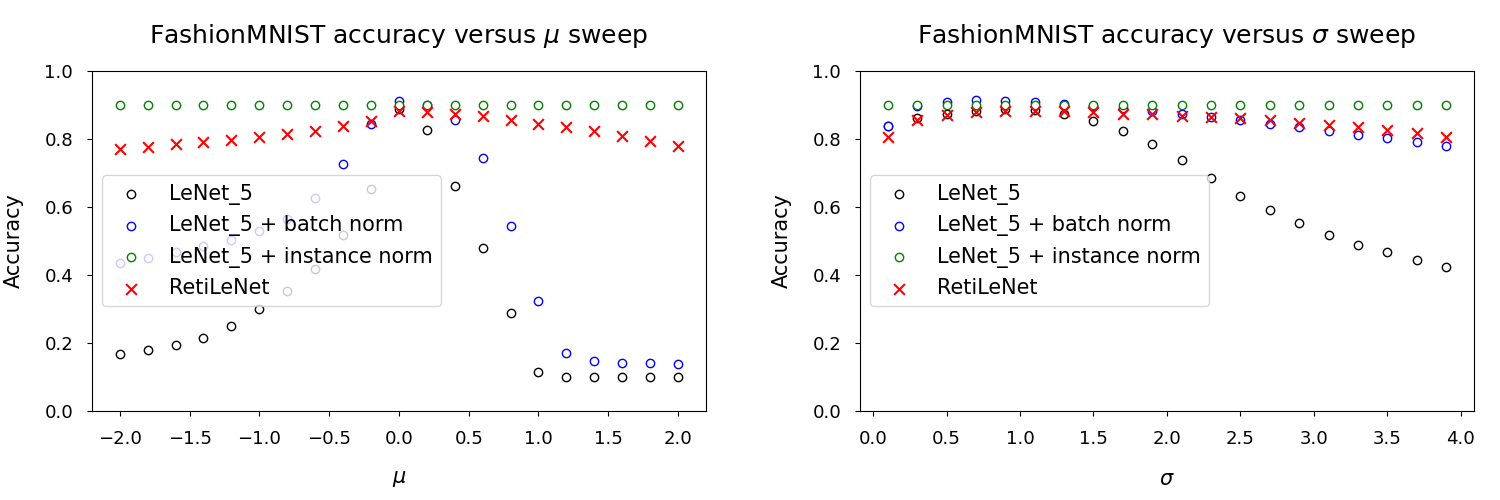 FashionMNIST accuracy versus μ sweep
1.0
0.8
0.6
0.4
0.2
0.0
Accuracy
LeNet_5
LeNet_5 + batch norm
LeNet_5 + instance norm
RetiLeNet
−2.0 −1.5 −1.0 −0.5 0.0 0.5 1.0 1.5 2.0
μ
FashionMNIST accuracy versus σ sweep
1.0
0.8
0.6
0.4
0.2
0.0
Accuracy
LeNet_5
LeNet_5 + batch norm
LeNet_5 + instance norm
RetiLeNet
0.0 0.5 1.0 1.5 2.0 2.5 3.0 3.5 4.0
σ